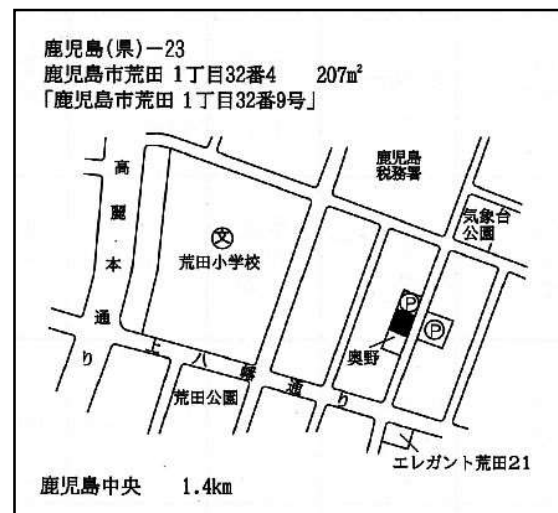 鹿児島(県)－23
鹿児島市荒田 1丁目32番4　207㎡
「鹿児島市荒田 1丁目32番9号」
鹿児島
税務署
高麗本通り
気象台
公園
文
荒田小学校
P
P
奥野
上八幡通り
荒田公園
エレガント荒田21
鹿児島中央　1.4km